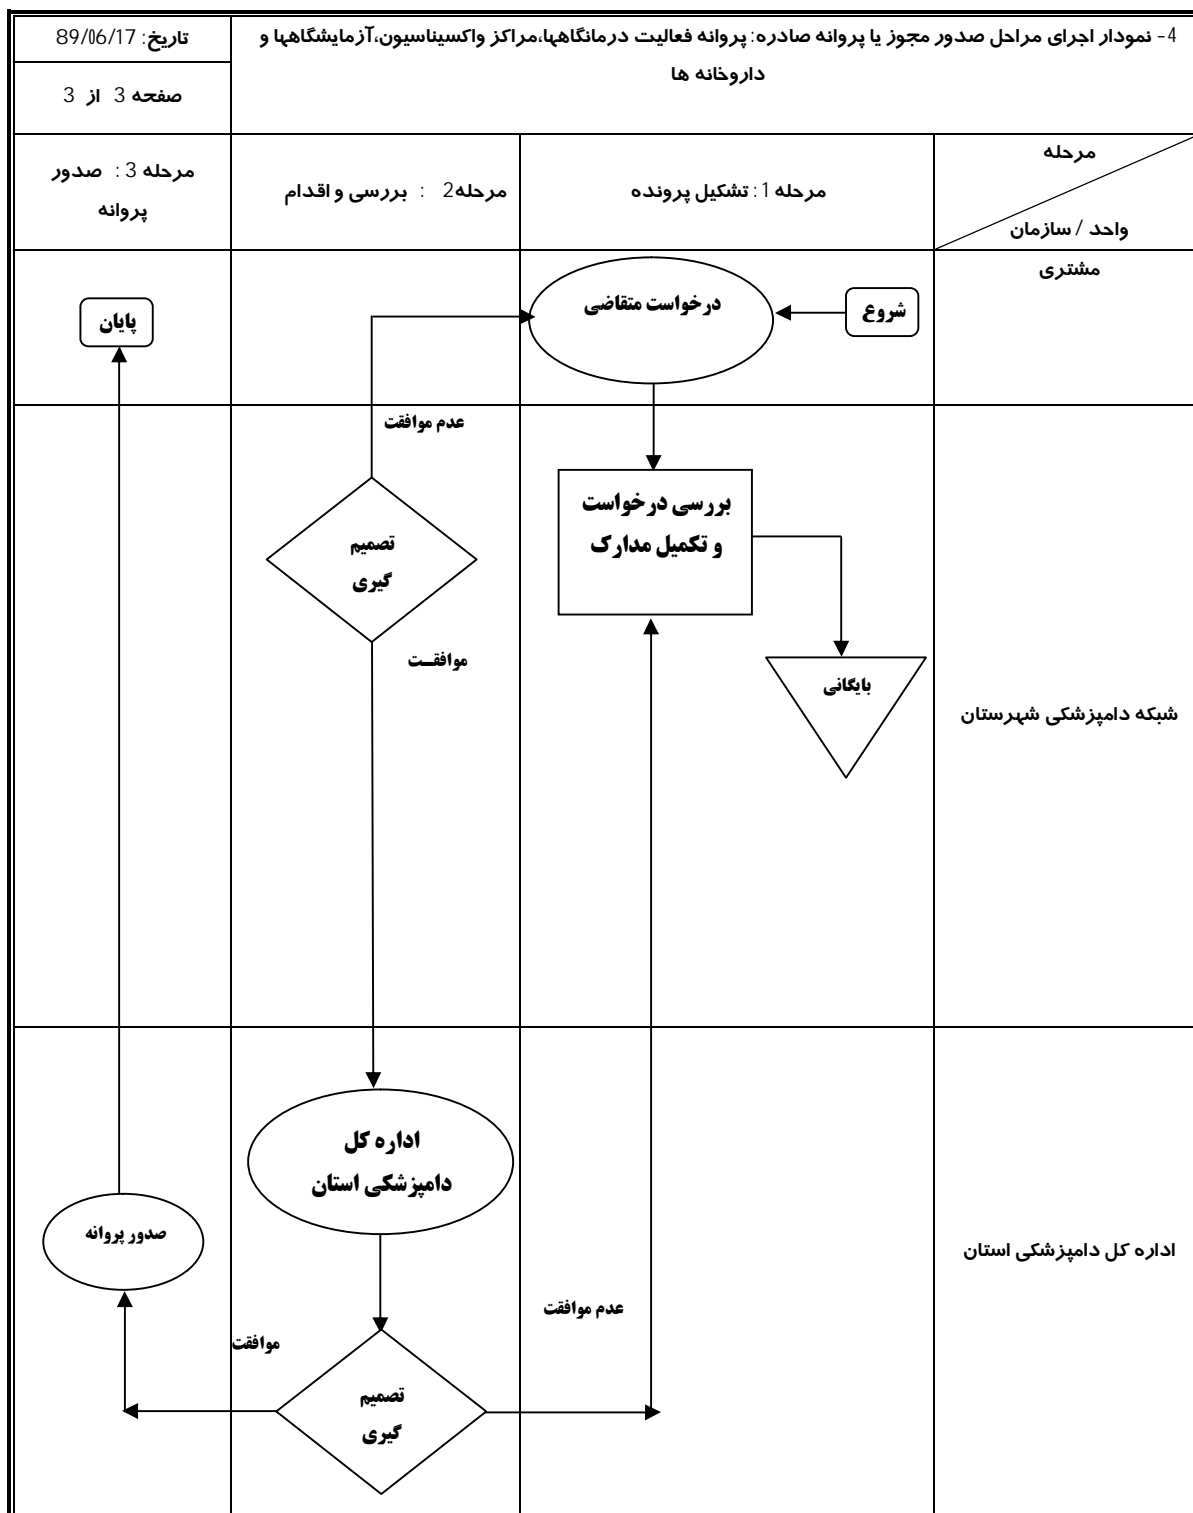 4- نمودار اجرای مراحل صدور مجوز یا پروانه صادره: پروانه فعالیت درمانگاهها،مراکز واکسیناسیون،آزمایشگاهها و
داروخانه ها
تاریخ: 89/06/17
صفحه 3 از 3
مرحله
واحد / سازمان
مرحله 1: تشکیل پرونده
مرحله2 : بررسی و اقدام
مرحله 3 : صدور
پروانه
مشتری
شروع
درخواست متقاضی
پایان
عدم موافقت
بررسی درخواست
و تکمیل مدارک
تصمیم
گیری
موافقــت
بایگانی
شبکه دامپزشکی شهرستان
اداره کل
دامپزشکی استان
صدور پروانه
اداره کل دامپزشکی استان
عدم موافقت
موافقت
تصمیم
گیری